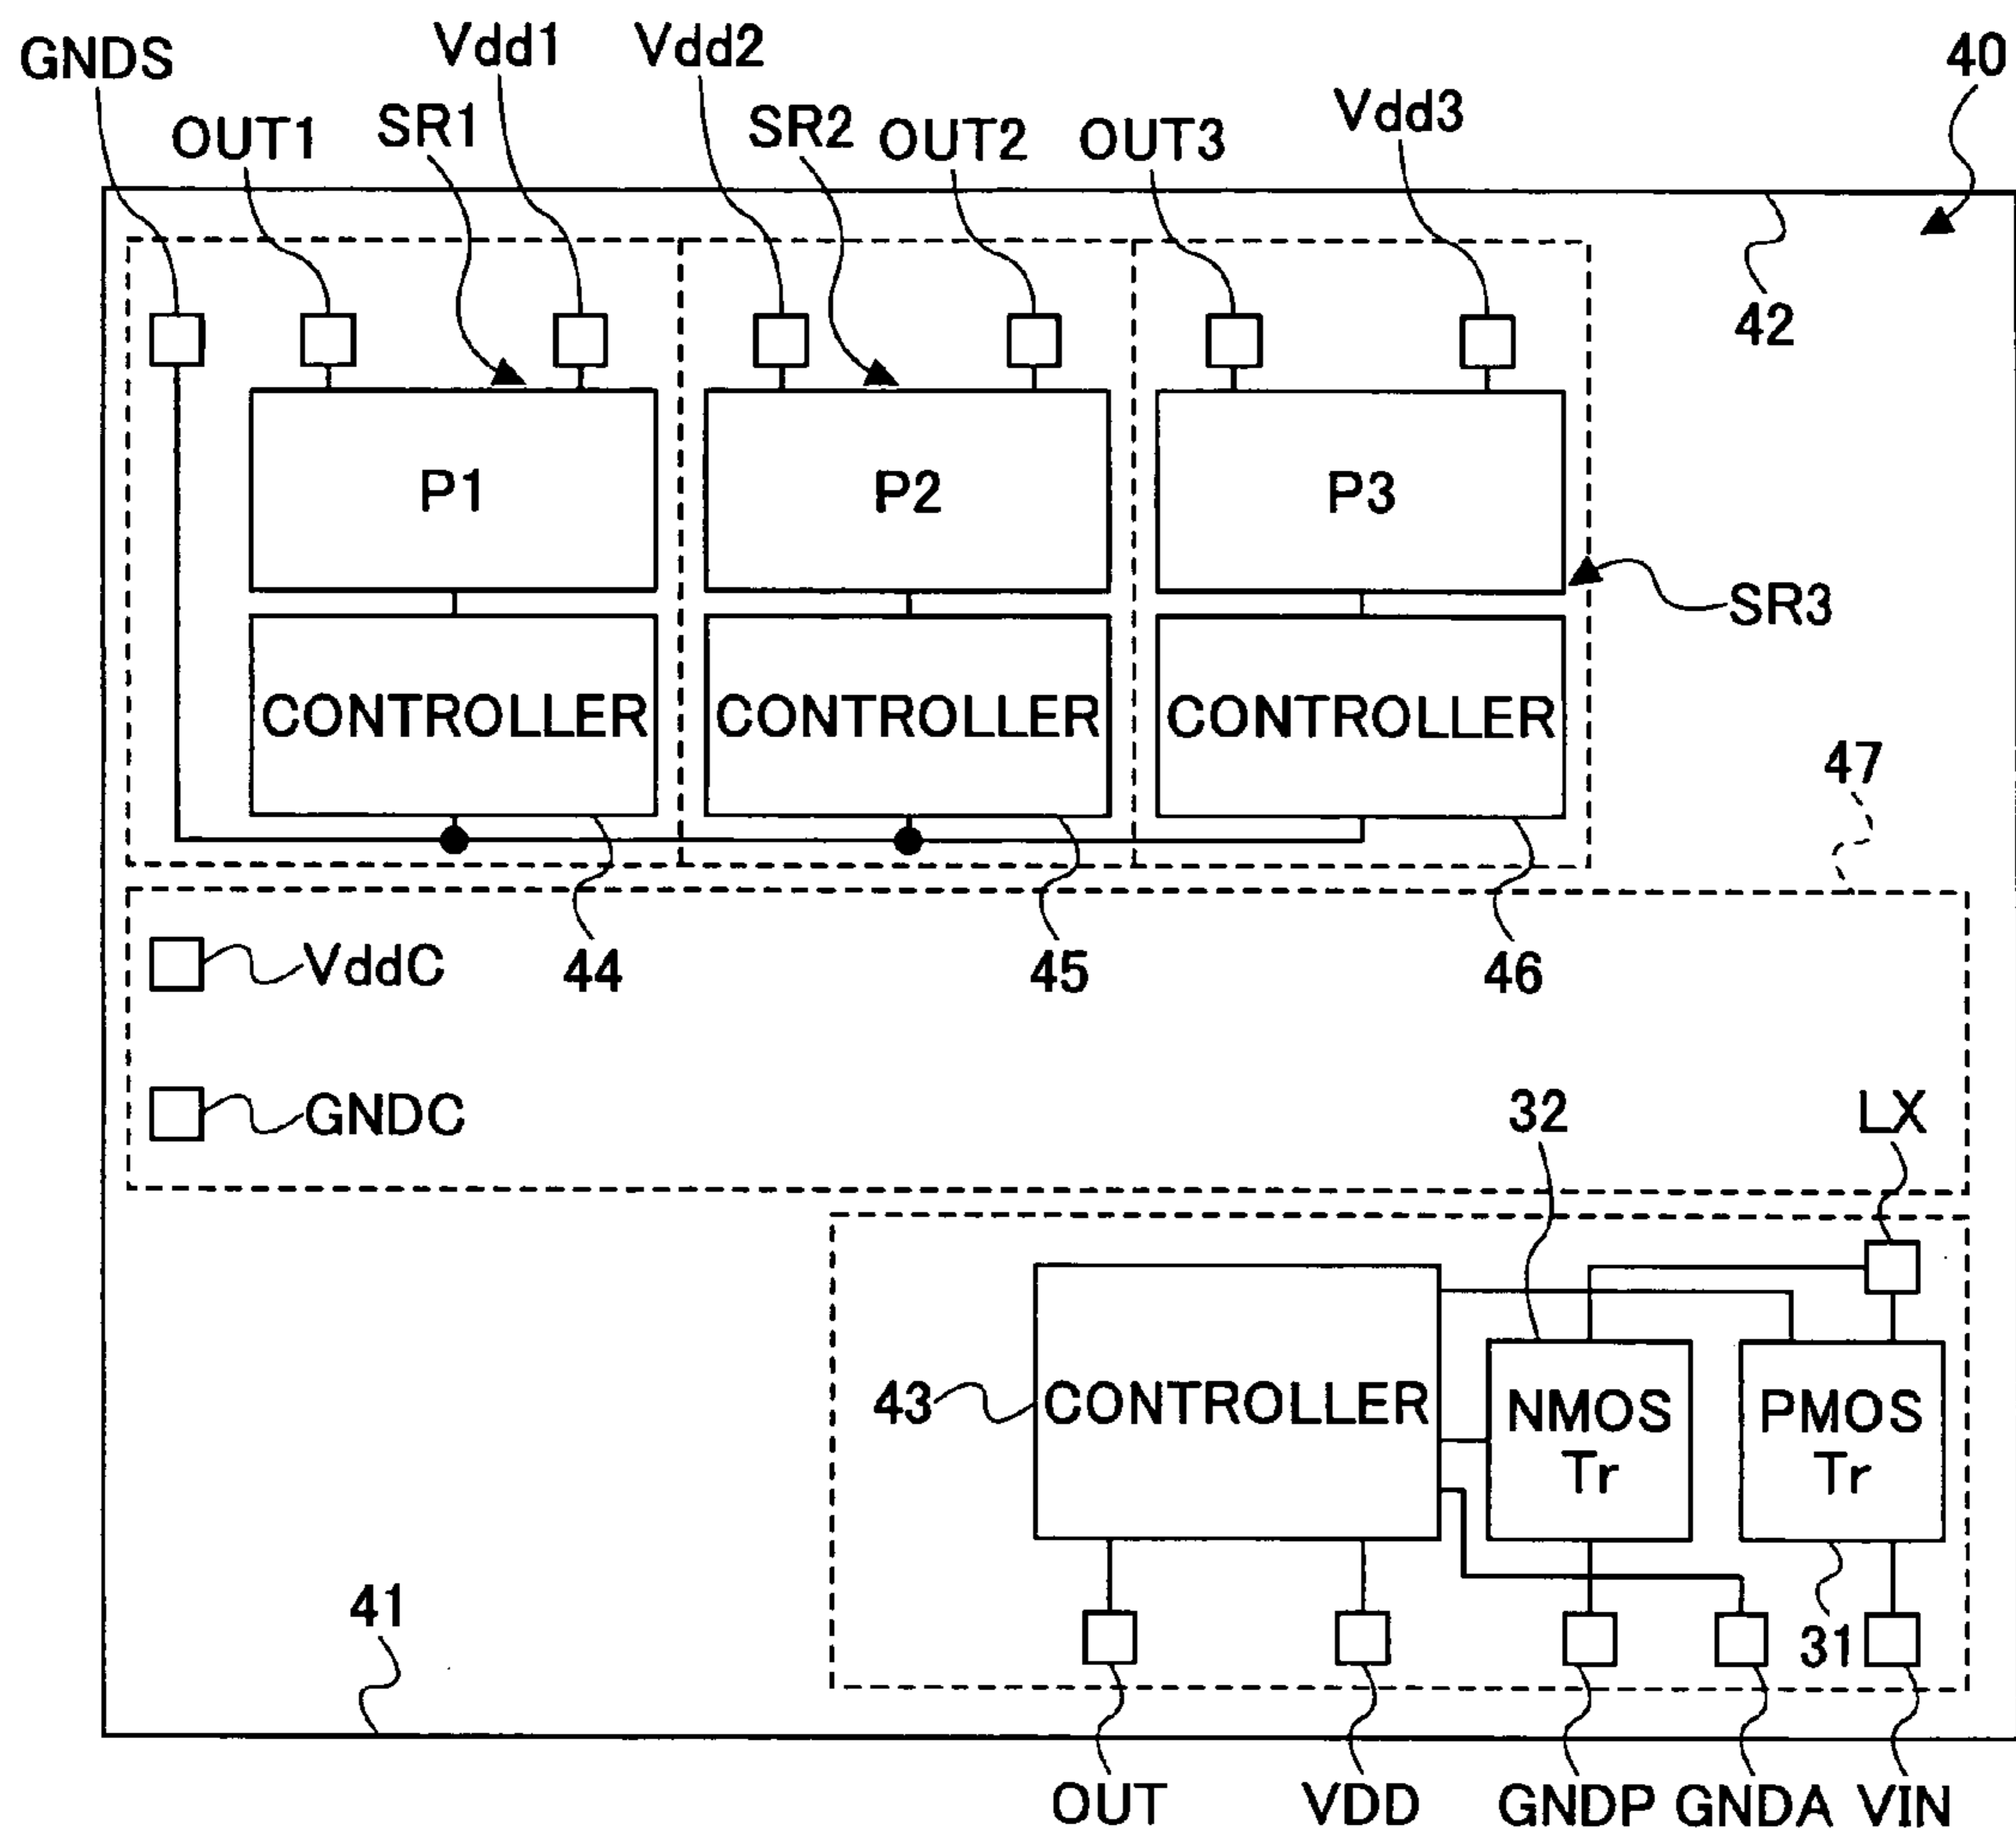 GNDS
Vdd1
Vdd2
40
OUT1
SR1
SR2
OUT2
OUT3
Vdd3
42
P1
P2
P3
SR3
CONTROLLER
CONTROLLER
CONTROLLER
47
VddC
44
45
46
GNDC
32
LX
43
CONTROLLER
NMOS
Tr
PMOS
Tr
41
31
OUT
VDD
GNDP
GNDA
VIN